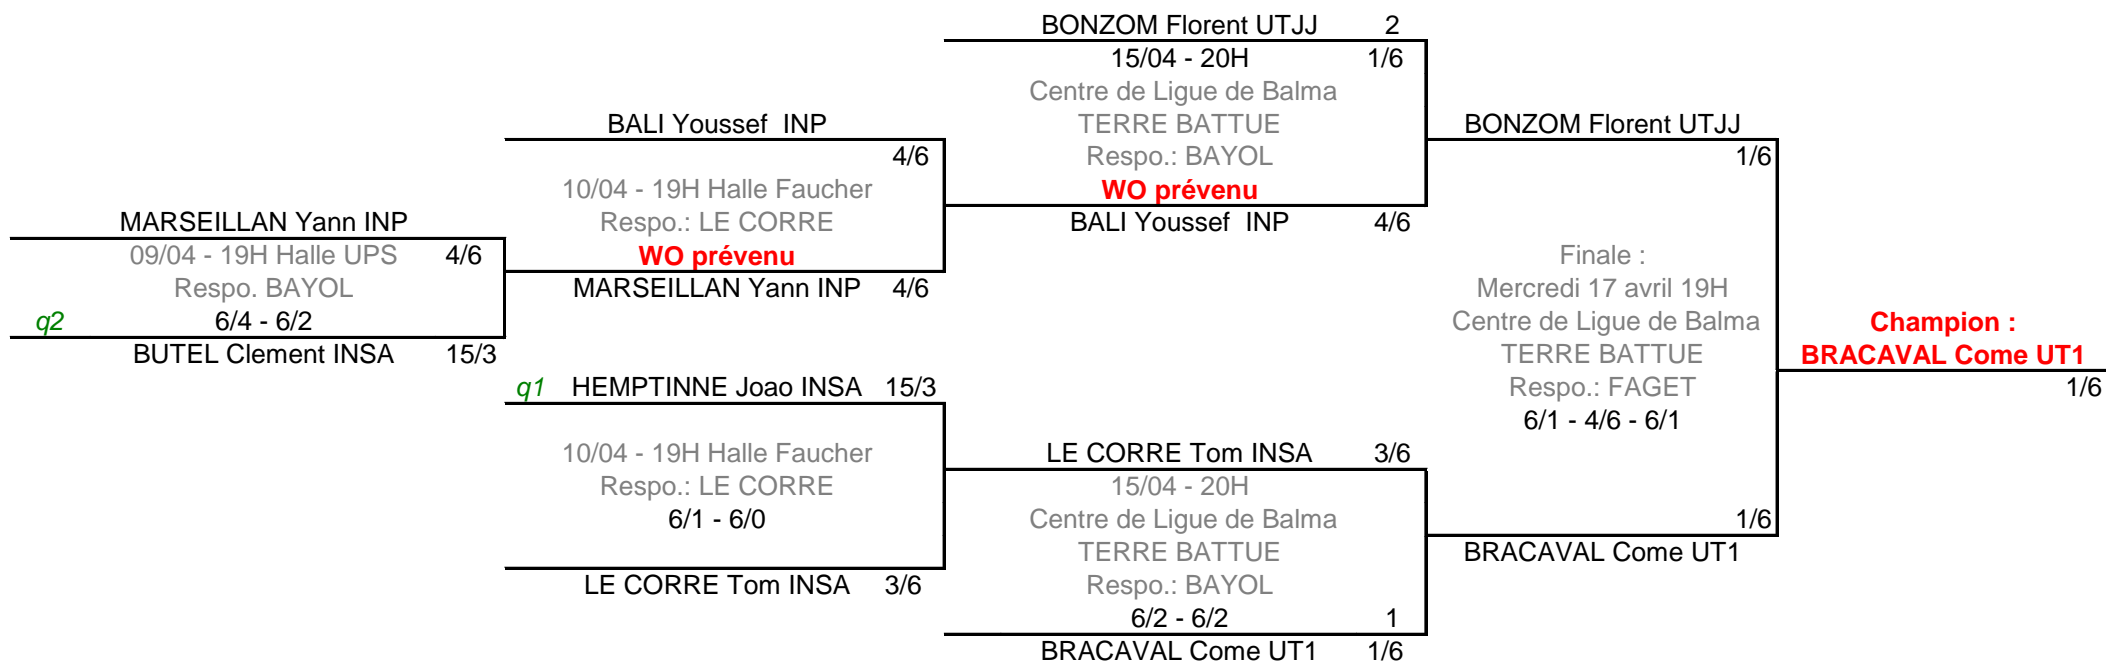 BONZOM Florent UTJJ 2
15/04 - 20H 1/6
Centre de Ligue de Balma
TERRE BATTUE
Respo.: BAYOL
WO prévenu
BALI Youssef INP 4/6
BALI Youssef INP
4/6
10/04 - 19H Halle Faucher
Respo.: LE CORRE
WO prévenu
MARSEILLAN Yann INP 4/6
MARSEILLAN Yann INP
09/04 - 19H Halle UPS 4/6
Respo. BAYOL
q2 6/4 - 6/2
BUTEL Clement INSA 15/3
q1 HEMPTINNE Joao INSA 15/3
10/04 - 19H Halle Faucher
Respo.: LE CORRE
6/1 - 6/0
LE CORRE Tom INSA 3/6
LE CORRE Tom INSA 3/6
15/04 - 20H
Centre de Ligue de Balma
TERRE BATTUE
Respo.: BAYOL
6/2 - 6/2 1
BRACAVAL Come UT1 1/6
BONZOM Florent UTJJ
1/6
Finale :
Mercredi 17 avril 19H
Centre de Ligue de Balma
TERRE BATTUE
Respo.: FAGET
6/1 - 4/6 - 6/1
1/6
BRACAVAL Come UT1
Champion :
BRACAVAL Come UT1
1/6